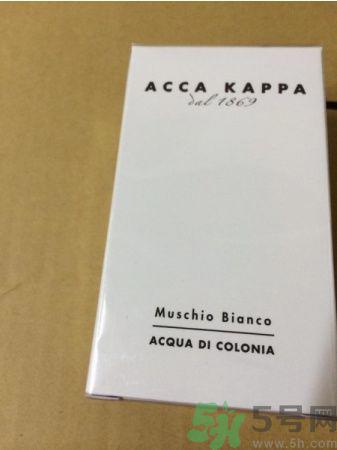 ACCA KAPPA
dal 1869
Muschio Bianco
ACQUA DI COLONIA
5号网
www.5h.com